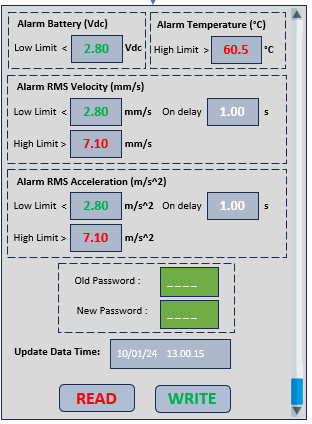 Alarm Battery (Vdc)
Low Limit < 2.80 Vdc
Alarm Temperature (°C)
High Limit > 60.5 °C
Alarm RMS Velocity (mm/s)
Low Limit < 2.80 mm/s On delay 1.00 s
High Limit > 7.10 mm/s
Alarm RMS Acceleration (m/s^2)
Low Limit < 2.80 m/s^2 On delay 1.00 s
High Limit > 7.10 m/s^2
Old Password : _ _ _ _
New Password : _ _ _ _
Update Data Time: 10/01/24 13.00.15
READ WRITE